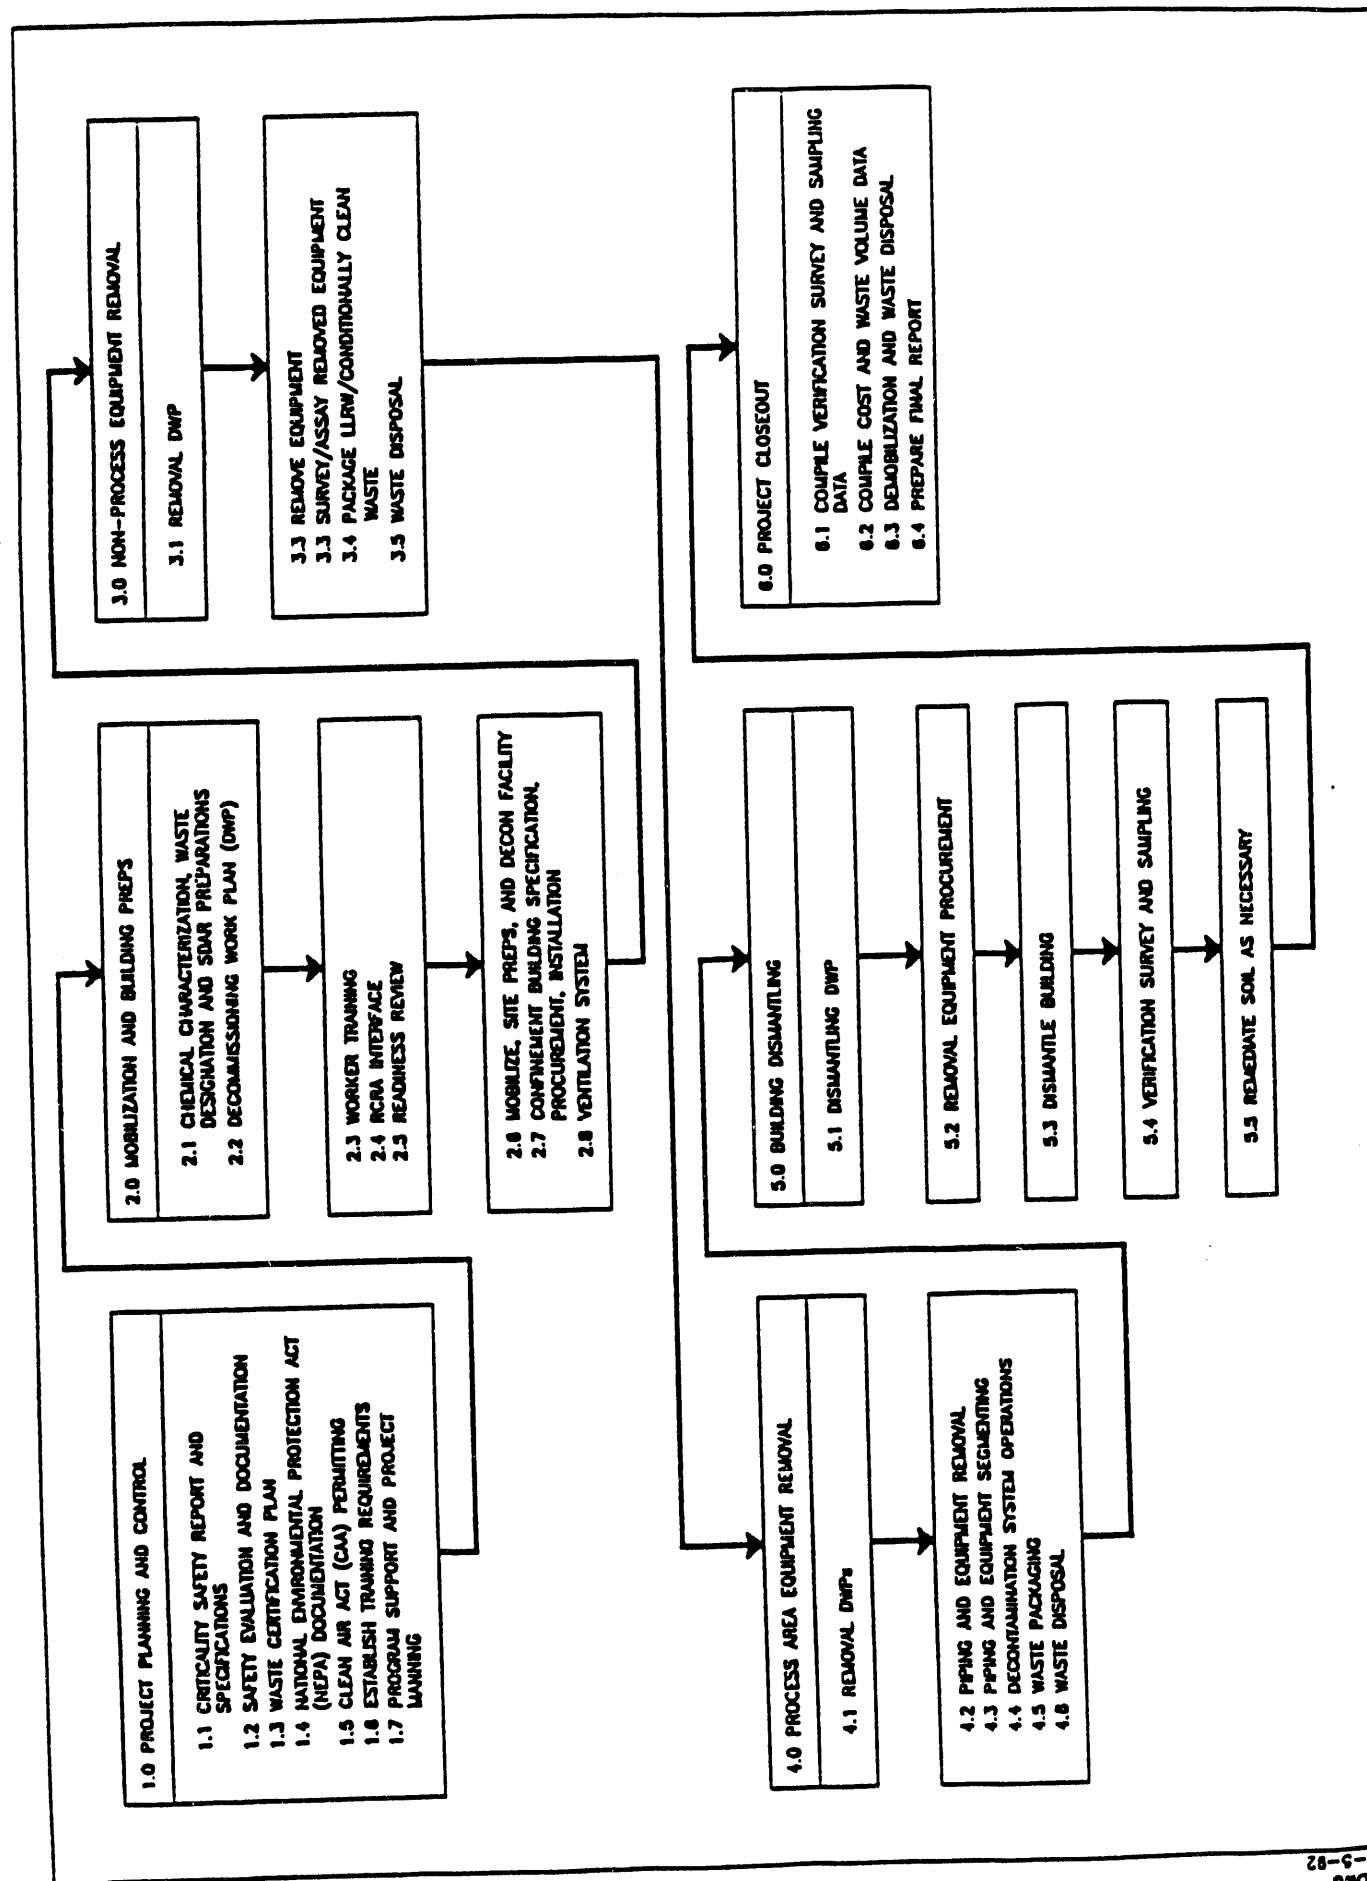 1.0 PROJECT PLANNING AND CONTROL
1.1 CRITICALITY SAFETY REPORT AND
SPECIFICATIONS
1.2 SAFETY EVALUATION AND DOCUMENTATION
1.3 WASTE CERTIFICATION PLAN
1.4 NATIONAL ENVIRONMENTAL PROTECTION ACT
(NEPA) DOCUMENTATION
1.5 CLEAN AIR ACT (CAA) PERMITTING
1.6 ESTABLISH TRAINING REQUIREMENTS
1.7 PROGRAM SUPPORT AND PROJECT
MANNING
2.0 MOBILIZATION AND BUILDING PREPS
2.1 CHEMICAL CHARACTERIZATION, WASTE
DESIGNATION AND SDAR PREPARATIONS
2.2 DECOMMISSIONING WORK PLAN (DWP)
2.3 WORKER TRAINING
2.4 RCRA INTERFACE
2.5 READINESS REVIEW
2.6 MOBILIZE, SITE PREPS, AND DECON FACILITY
2.7 CONFINEMENT BUILDING SPECIFICATION,
PROCUREMENT, INSTALLATION
2.8 VENTILATION SYSTEM
3.0 NON-PROCESS EQUIPMENT REMOVAL
3.1 REMOVAL DWP
3.3 REMOVE EQUIPMENT
3.3 SURVEY/ASSAY REMOVED EQUIPMENT
3.4 PACKAGE LLRW/CONDITIONALLY CLEAN
WASTE
3.5 WASTE DISPOSAL
4.0 PROCESS AREA EQUIPMENT REMOVAL
4.1 REMOVAL DWPs
4.2 PIPING AND EQUIPMENT REMOVAL
4.3 PIPING AND EQUIPMENT SEGMENTING
4.4 DECONTAMINATION SYSTEM OPERATIONS
4.5 WASTE PACKAGING
4.6 WASTE DISPOSAL
5.0 BUILDING DISMANTLING
5.1 DISMANTLING DWP
5.2 REMOVAL EQUIPMENT PROCUREMENT
5.3 DISMANTLE BUILDING
5.4 VERIFICATION SURVEY AND SAMPLING
5.5 REMEDIATE SOIL AS NECESSARY
6.0 PROJECT CLOSEOUT
6.1 COMPILE VERIFICATION SURVEY AND SAMPLING
DATA
6.2 COMPILE COST AND WASTE VOLUME DATA
6.3 DEMOBILIZATION AND WASTE DISPOSAL
6.4 PREPARE FINAL REPORT
-5-92